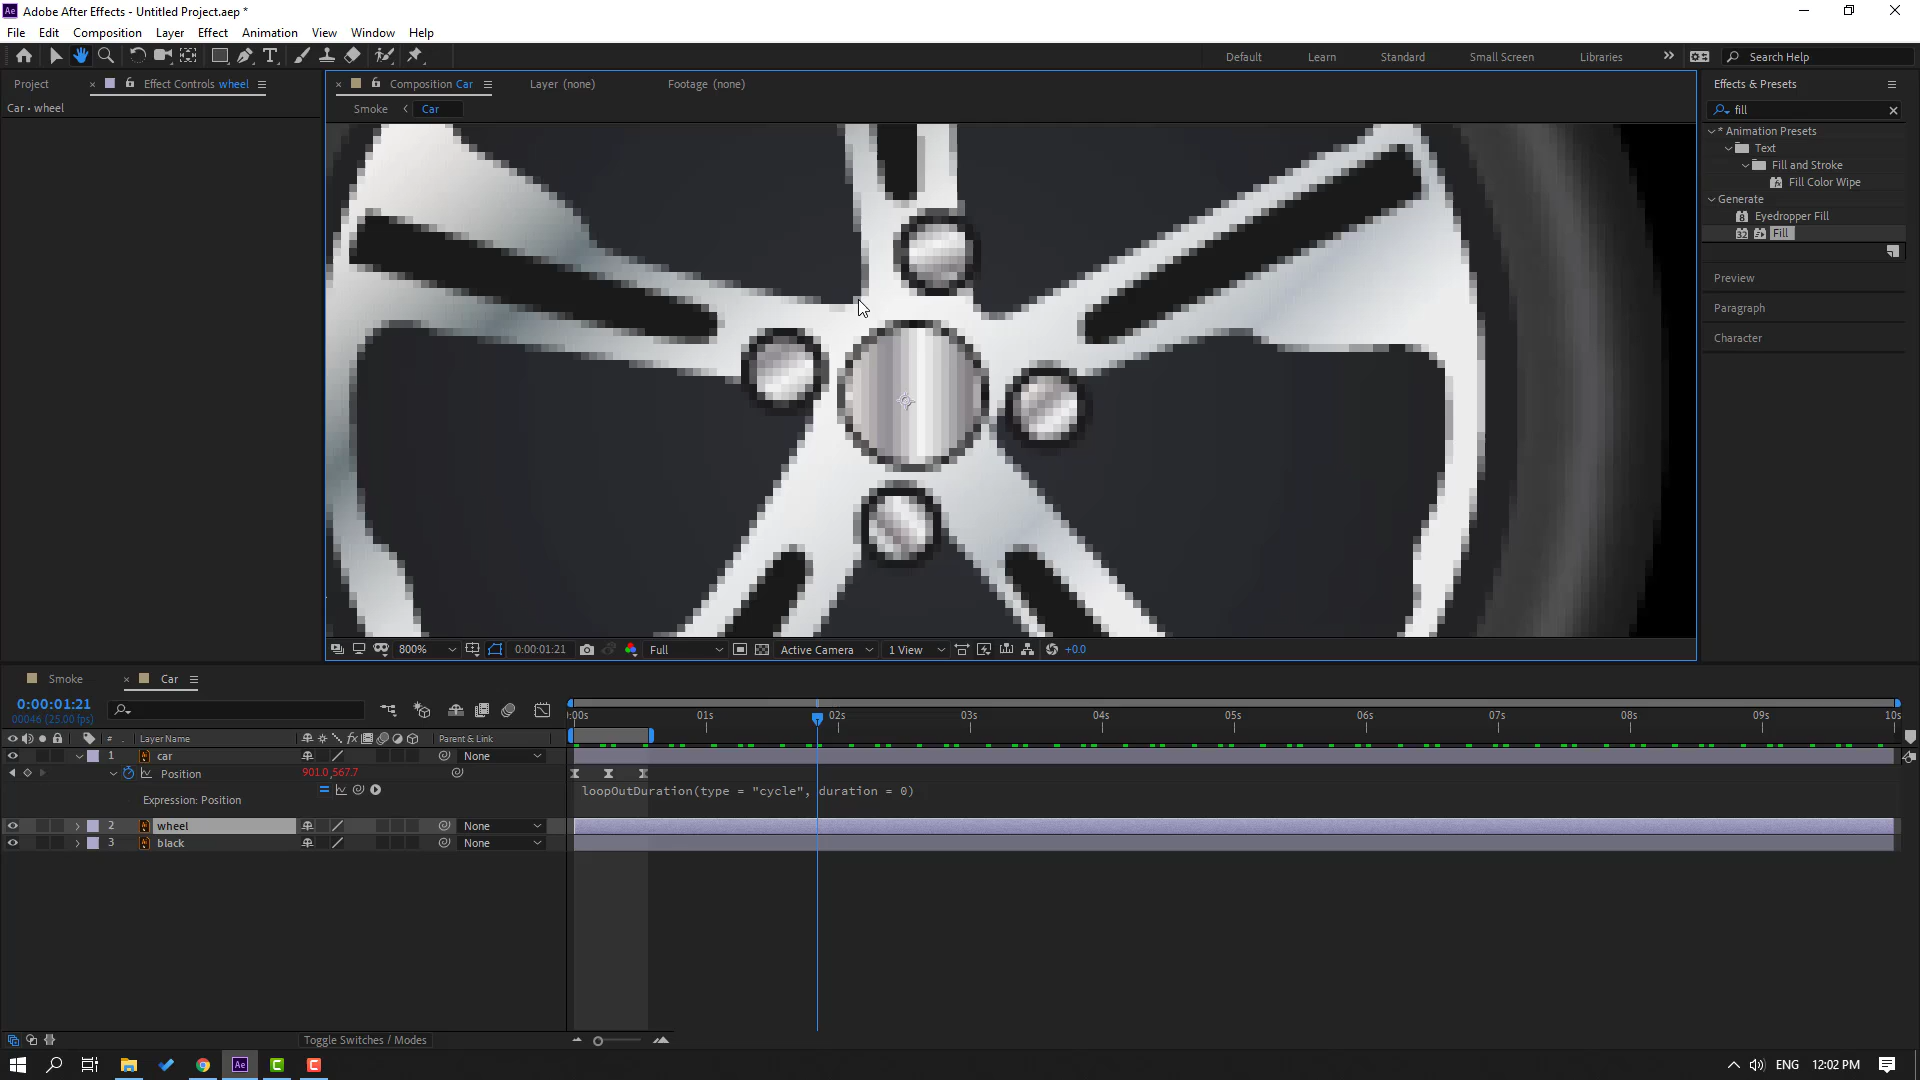 Adobe After Effects - Untitled Project.aep *
File Edit Composition Layer Effect Animation View Window Help
Default Learn Standard Small Screen Libraries Search Help
Project Effect Controls wheel
Car • wheel
Composition Car Layer (none) Footage (none)
Smoke Car
Effects & Presets
fill
* Animation Presets
Text
Fill and Stroke
Fill Color Wipe
Generate
Eyedropper Fill
Fill
Preview
Paragraph
Character
800% 0:00:01:21 Full Active Camera 1 View +0.0
Smoke Car
0:00:01:21
00046 (25.00 fps)
:00s 01s 02s 03s 04s 05s 06s 07s 08s 09s 10s
# Layer Name fx Parent & Link
1 car None
Position 901.0,567.7
Expression: Position loopOutDuration(type = "cycle", duration = 0)
2 wheel None
3 black None
Toggle Switches / Modes
Ae ENG 12:02 PM